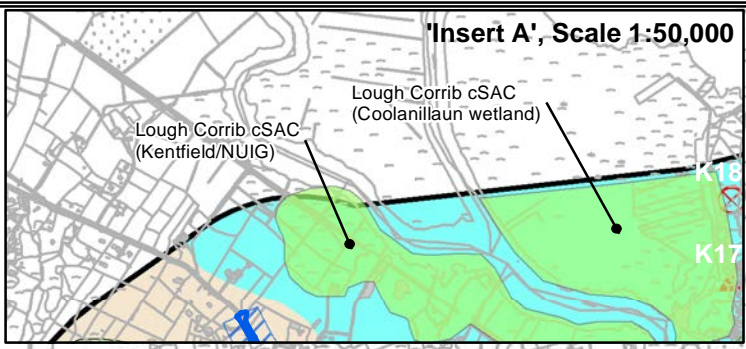 'Insert A', Scale 1:50,000
Lough Corrib cSAC
(Coolanillaun wetland)
Lough Corrib cSAC
(Kentfield/NUIG)
K18
K17